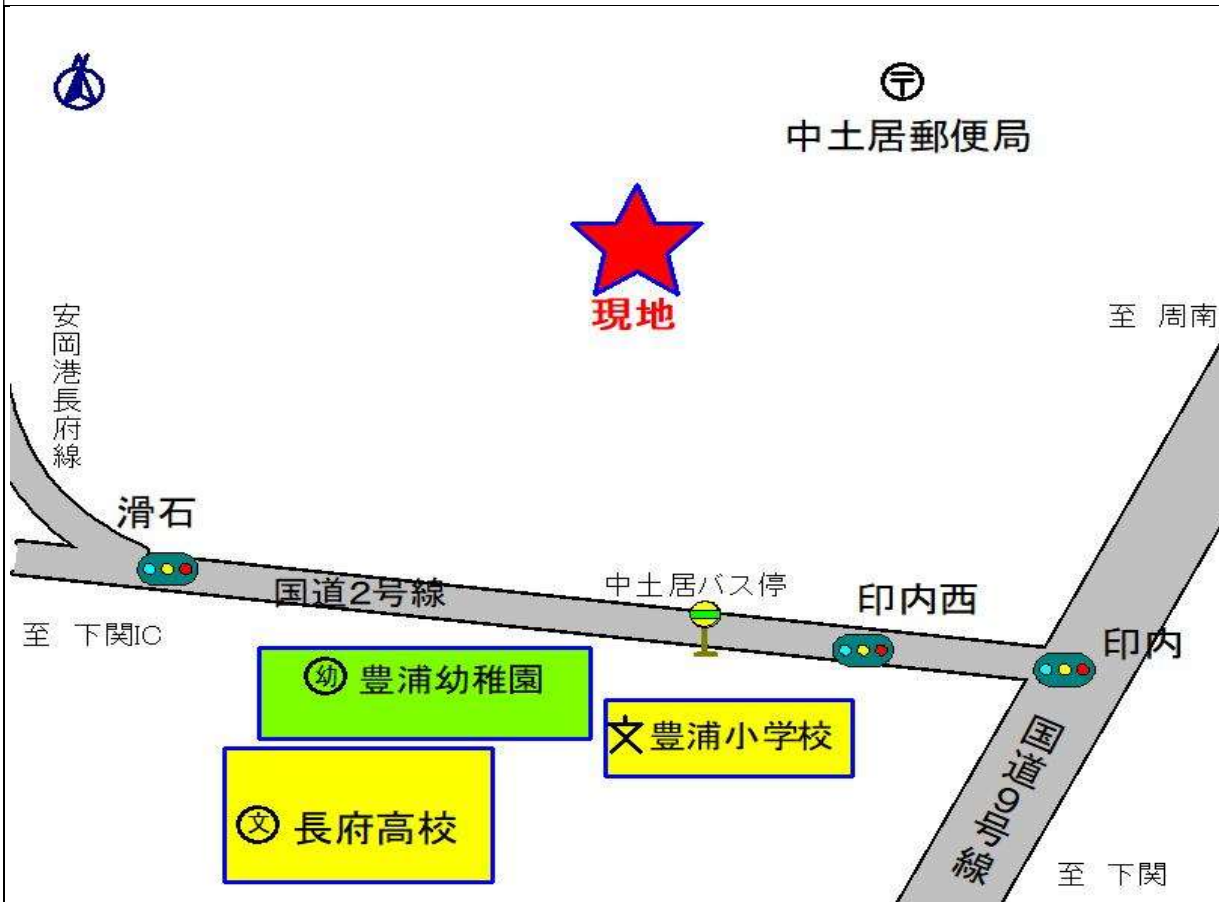 N
〒
中土居郵便局
現地
至 周南
安岡港長府線
滑石
国道2号線
中土居バス停
印内西
印内
至 下関IC
幼 豊浦幼稚園
文 豊浦小学校
国道9号線
文 長府高校
至 下関